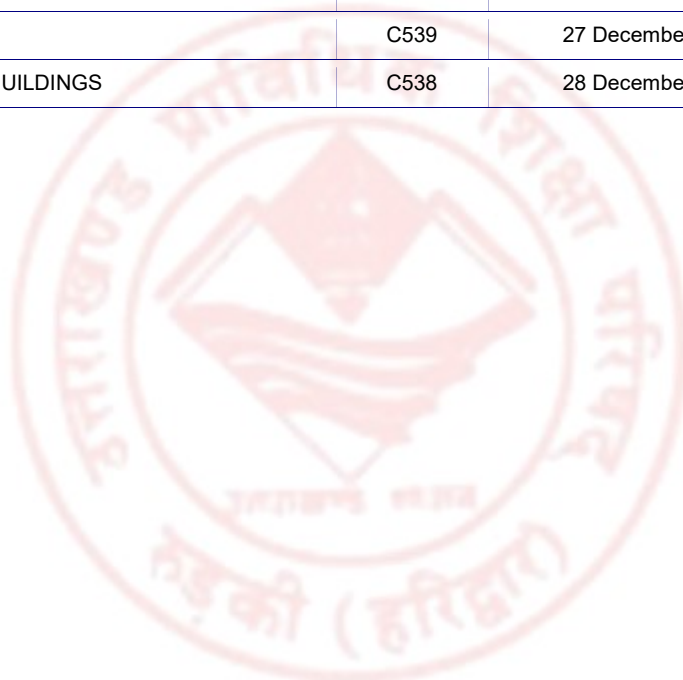 C539 27 Decembe
UILDINGS C538 28 Decembe
उत्तराखण्ड प्राविधिक शिक्षा परिषद्
रुड़की (हरिद्वार)